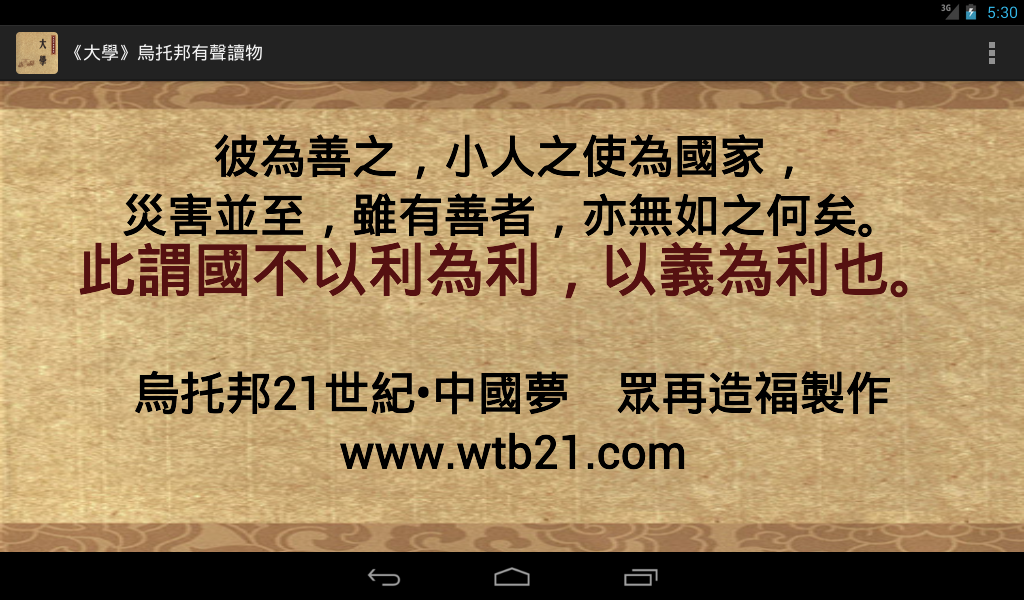 3G 5:30
大學
《大學》烏托邦有聲讀物
彼為善之，小人之使為國家，
災害並至，雖有善者，亦無如之何矣。
此謂國不以利為利，以義為利也。
烏托邦21世紀•中國夢　眾再造福製作
www.wtb21.com